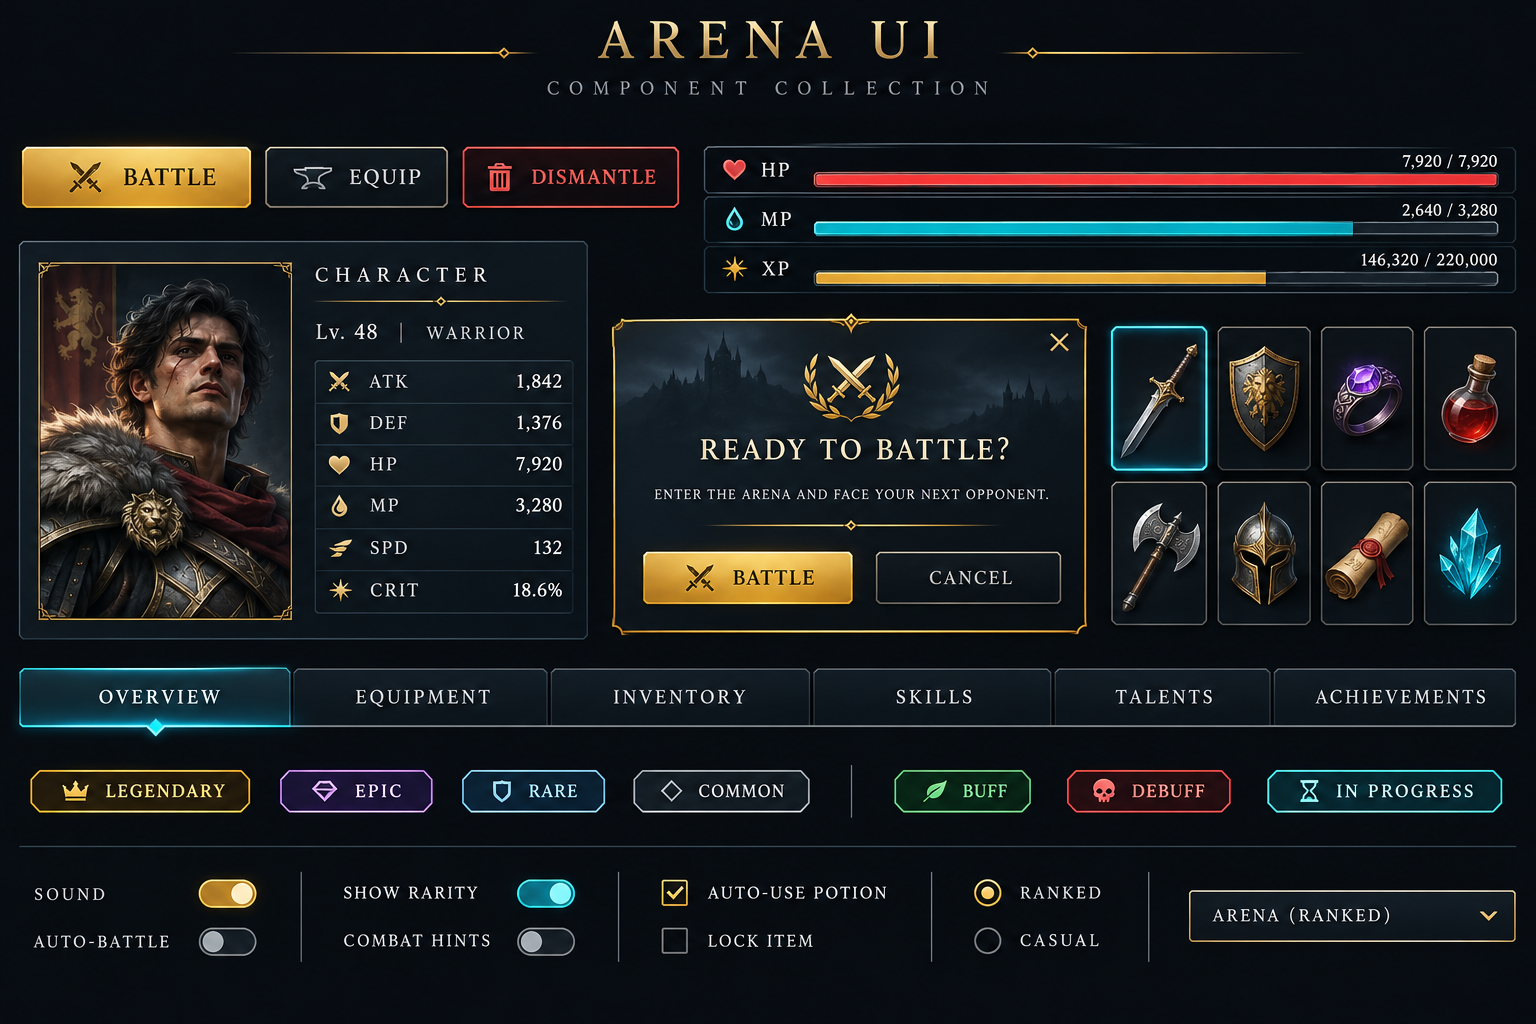 ARENA UI
COMPONENT COLLECTION
BATTLE
EQUIP
DISMANTLE
HP
7,920 / 7,920
MP
2,640 / 3,280
XP
146,320 / 220,000
CHARACTER
Lv. 48 | WARRIOR
ATK 1,842
DEF 1,376
HP 7,920
MP 3,280
SPD 132
CRIT 18.6%
READY TO BATTLE?
ENTER THE ARENA AND FACE YOUR NEXT OPPONENT.
BATTLE
CANCEL
OVERVIEW
EQUIPMENT
INVENTORY
SKILLS
TALENTS
ACHIEVEMENTS
LEGENDARY
EPIC
RARE
COMMON
BUFF
DEBUFF
IN PROGRESS
SOUND
AUTO-BATTLE
SHOW RARITY
COMBAT HINTS
AUTO-USE POTION
LOCK ITEM
RANKED
CASUAL
ARENA (RANKED)